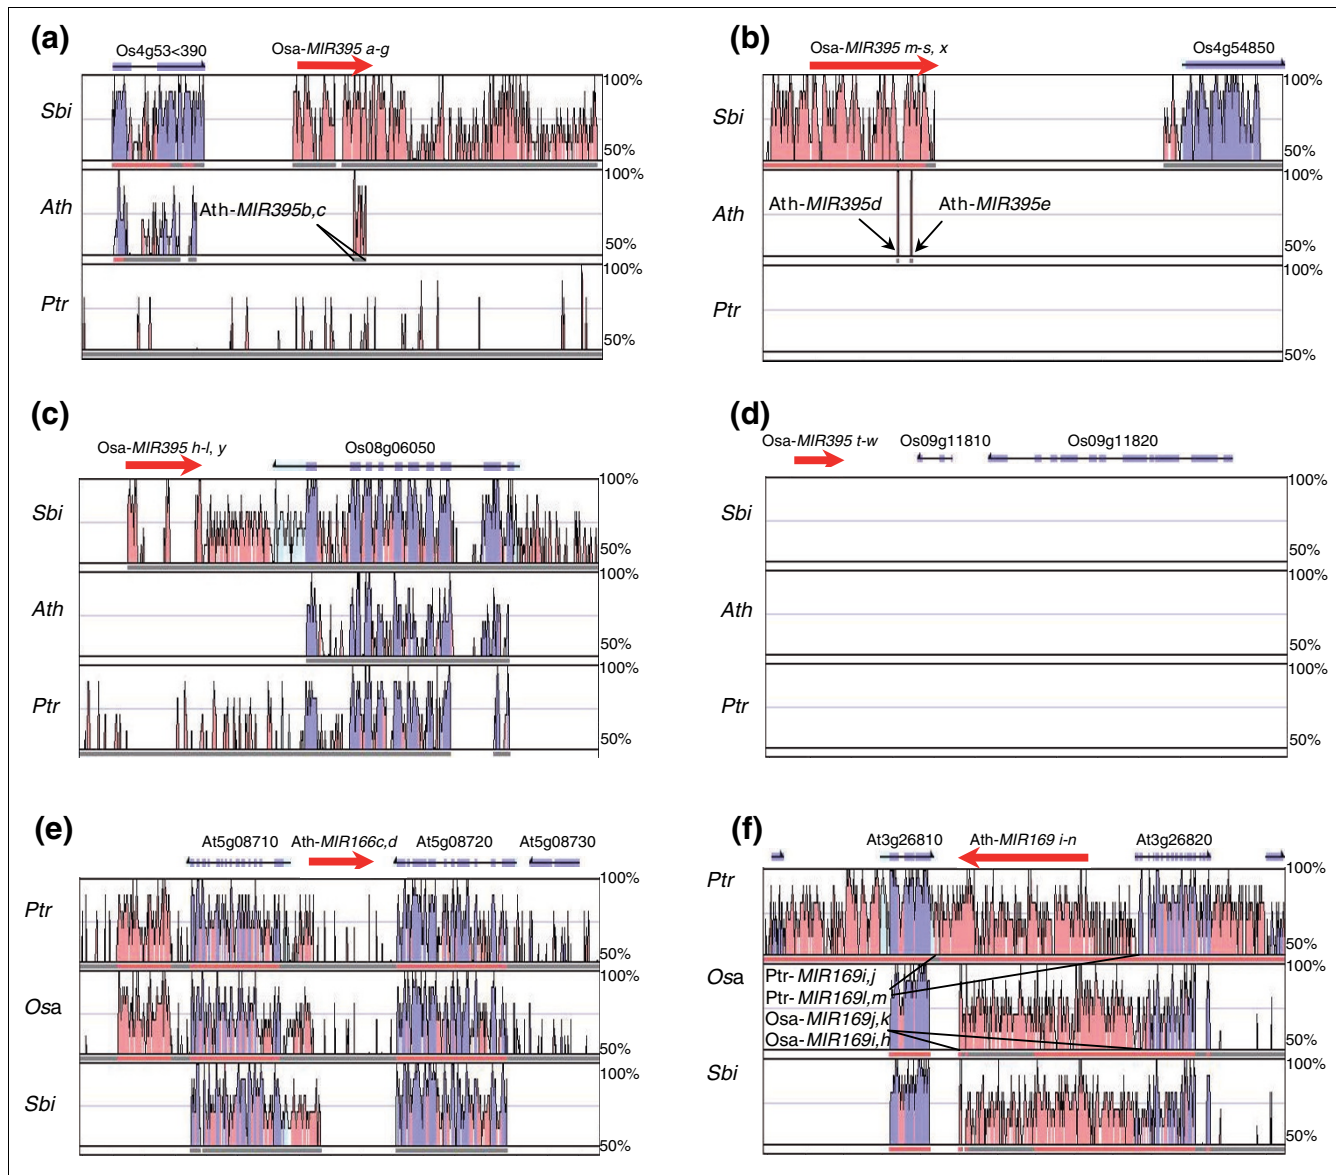 (a)
Os4g53<390
Osa-MIR395 a-g
Sbi
100%
50%
Ath
100%
50%
Ath-MIR395b,c
Ptr
100%
50%
(b)
Osa-MIR395 m-s, x
Os4g54850
Sbi
100%
50%
Ath
100%
50%
Ath-MIR395d
Ath-MIR395e
Ptr
100%
50%
(c)
Osa-MIR395 h-l, y
Os08g06050
Sbi
100%
50%
Ath
100%
50%
Ptr
100%
50%
(d)
Osa-MIR395 t-w
Os09g11810
Os09g11820
Sbi
100%
50%
Ath
100%
50%
Ptr
100%
50%
(e)
At5g08710
Ath-MIR166c,d
At5g08720
At5g08730
Ptr
100%
50%
Osa
100%
50%
Sbi
100%
50%
(f)
At3g26810
Ath-MIR169 i-n
At3g26820
Ptr
100%
50%
Osa
100%
50%
Ptr-MIR169i,j
Ptr-MIR169l,m
Osa-MIR169j,k
Osa-MIR169i,h
Sbi
100%
50%